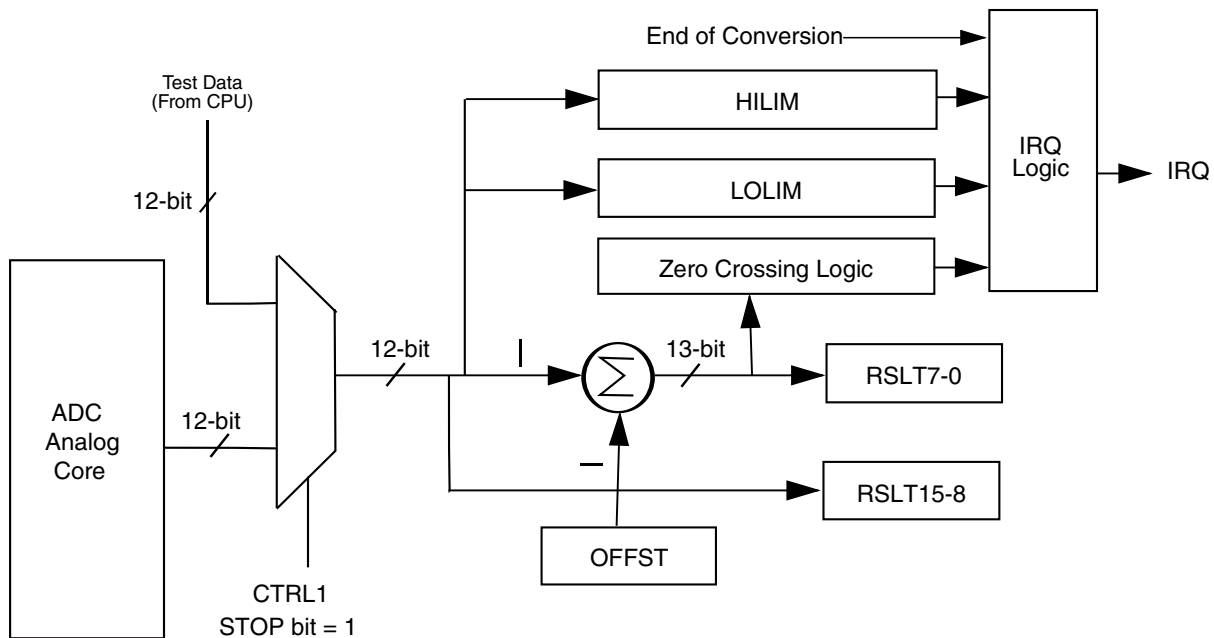 End of Conversion
Test Data
(From CPU)
HILIM
IRQ
Logic
IRQ
12-bit
LOLIM
Zero Crossing Logic
12-bit
13-bit
RSLT7-0
ADC
Analog
Core
12-bit
Σ
RSLT15-8
OFFST
CTRL1
STOP bit = 1